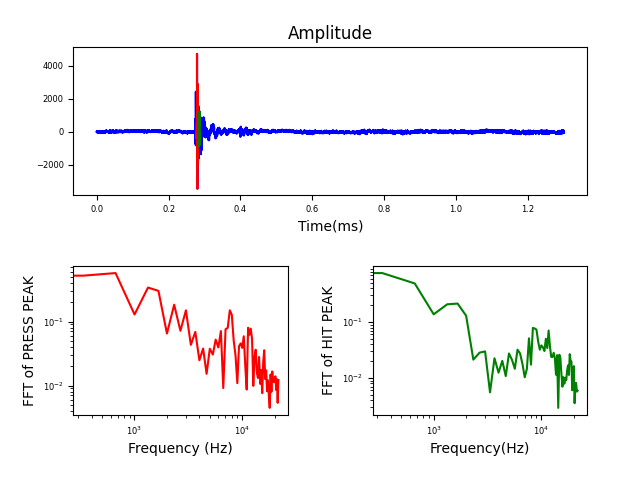 Amplitude
4000
2000
0
−2000
0.0 0.2 0.4 0.6 0.8 1.0 1.2
Time(ms)
FFT of PRESS PEAK
10⁻¹
10⁻²
10³ 10⁴
Frequency (Hz)
FFT of HIT PEAK
10⁻¹
10⁻²
10³ 10⁴
Frequency(Hz)